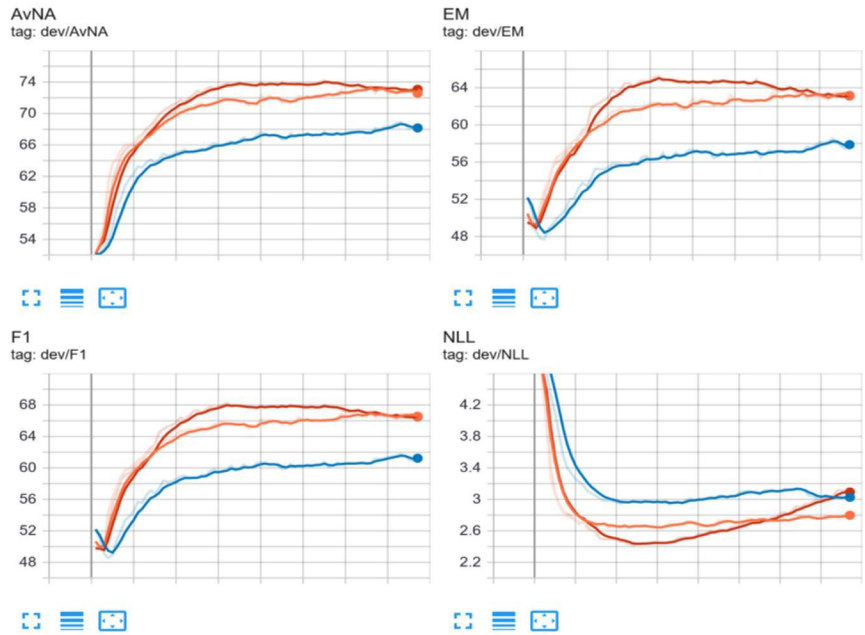 AvNA
tag: dev/AvNA
74
70
66
62
58
54
EM
tag: dev/EM
64
60
56
52
48
F1
tag: dev/F1
68
64
60
56
52
48
NLL
tag: dev/NLL
4.2
3.8
3.4
3
2.6
2.2